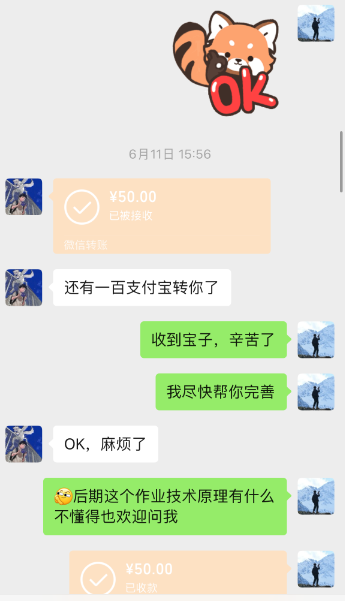 OK
6月11日 15:56
¥50.00
已被接收
微信转账
还有一百支付宝转你了
收到宝子，辛苦了
我尽快帮你完善
OK，麻烦了
后期这个作业技术原理有什么
不懂得也欢迎问我
¥50.00
已收款